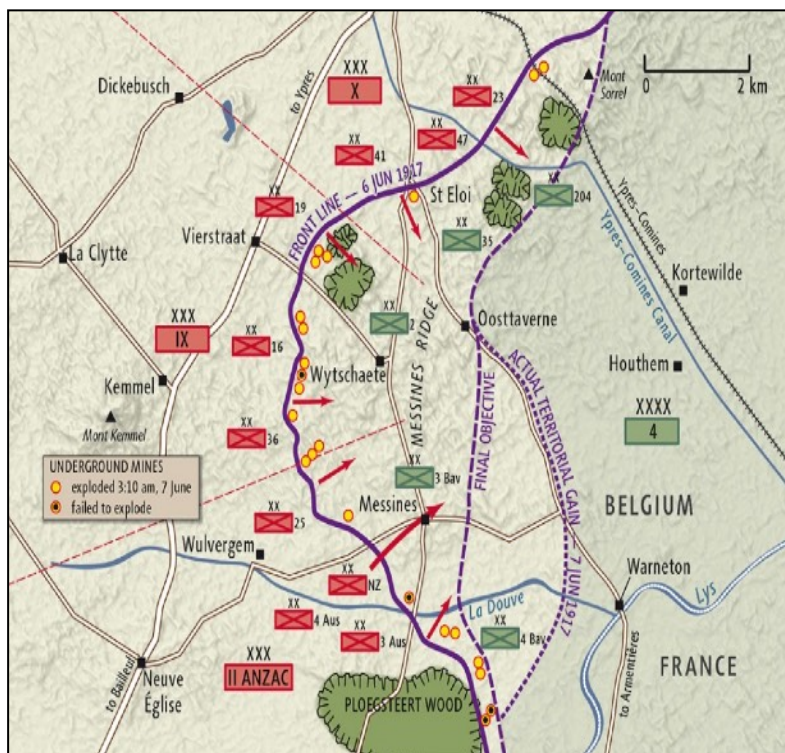 Dickebusch
to Ypres
XXX
X
XX
23
0 2 km
Mont
Sorrel
XX
47
XX
41
FRONT LINE — 6 JUN 1917
XX
204
St Eloi
XX
19
Vierstraat
XX
35
Ypres–Comines
Ypres–Comines Canal
La Clytte
Kortewilde
XXX
IX
XX
2
Oosttaverne
XX
16
Wytschaete
MESSINES RIDGE
Houthem
Kemmel
Mont Kemmel
XX
36
FINAL OBJECTIVE
ACTUAL TERRITORIAL GAIN — 7 JUN 1917
XXXX
4
UNDERGROUND MINES
exploded 3:10 am, 7 June
failed to explode
XX
3 Bav
BELGIUM
XX
25
Messines
Wulvergem
XX
NZ
Warneton
Lys
La Douve
XX
4 Aus
XX
3 Aus
XX
4 Bav
to Bailleul
Neuve
Église
XXX
II ANZAC
PLOEGSTEERT WOOD
to Armentières
FRANCE